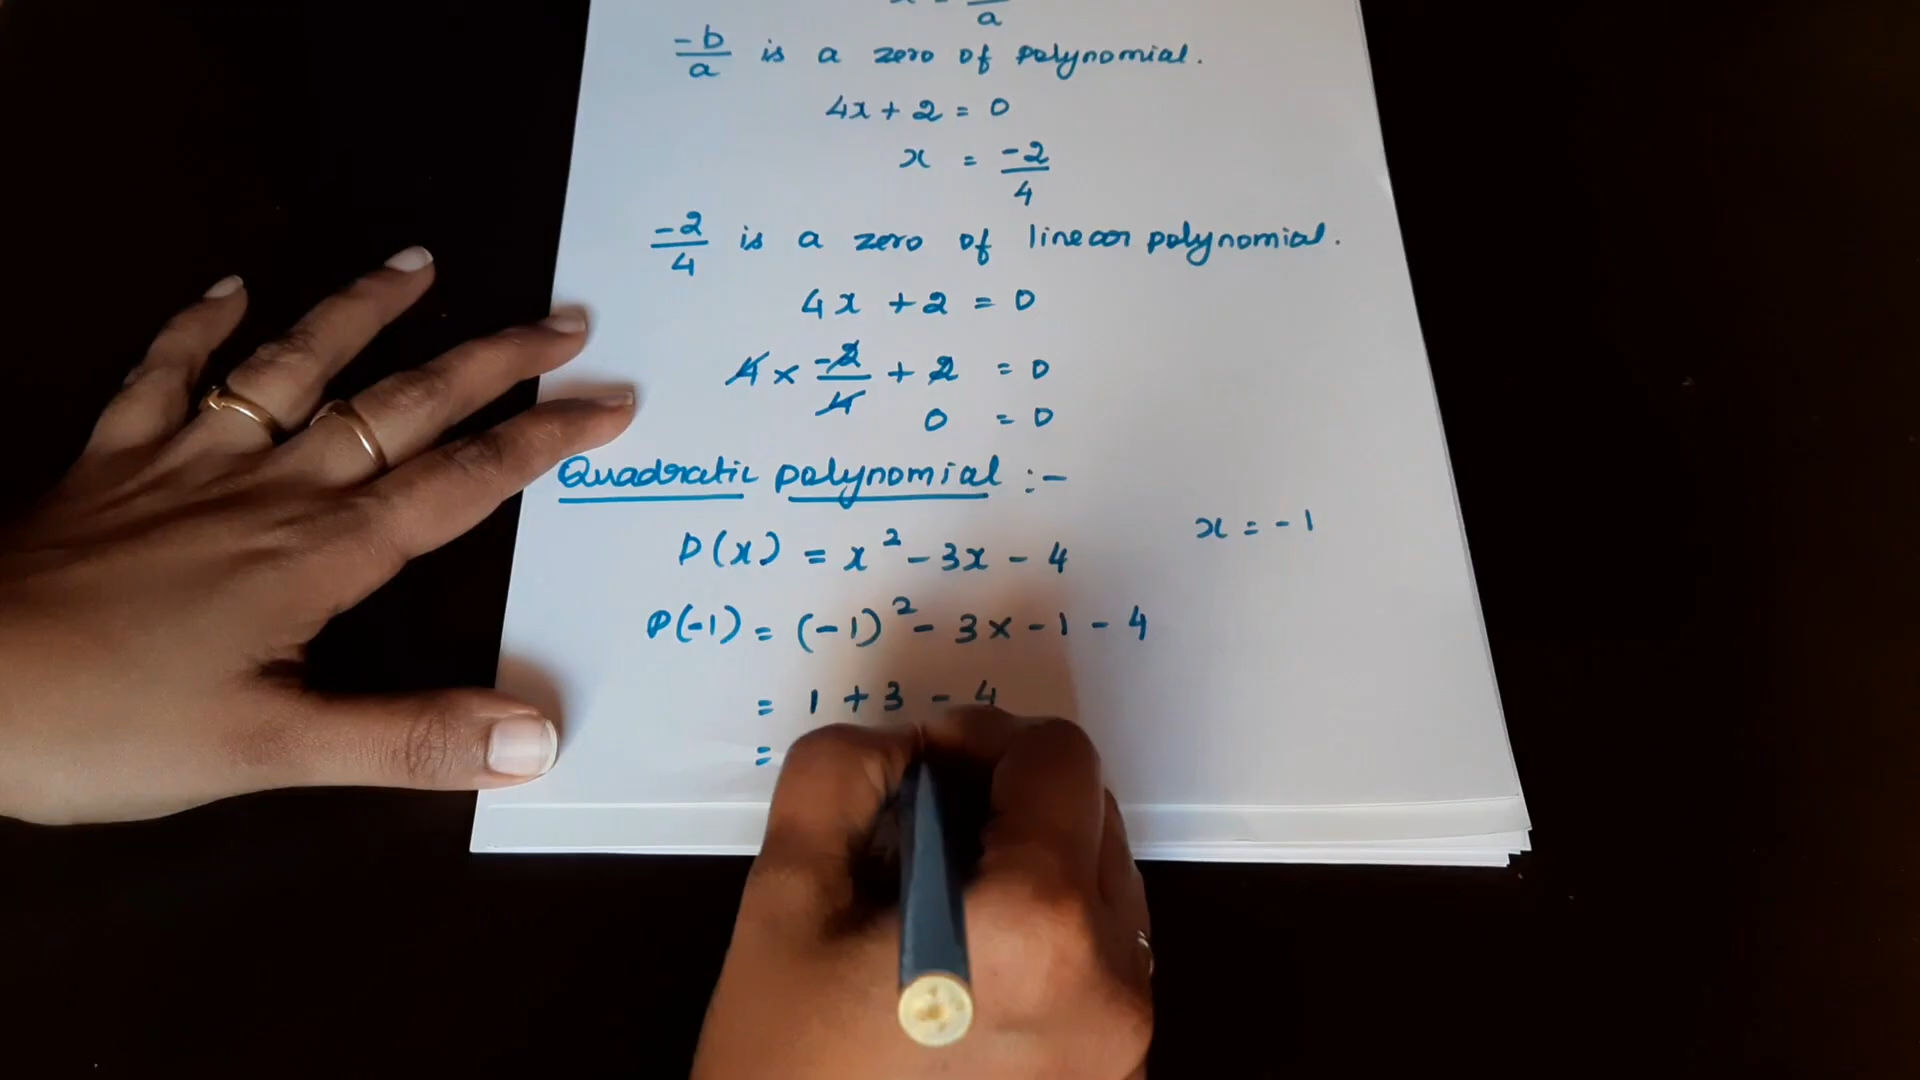 a
-b/a is a zero of polynomial.
4x + 2 = 0
x = -2/4
-2/4 is a zero of linear polynomial.
4x + 2 = 0
4 × -2/4 + 2 = 0
0 = 0
Quadratic polynomial :-
P(x) = x² - 3x - 4
x = -1
P(-1) = (-1)² - 3x - 1 - 4
= 1 + 3 - 4
=